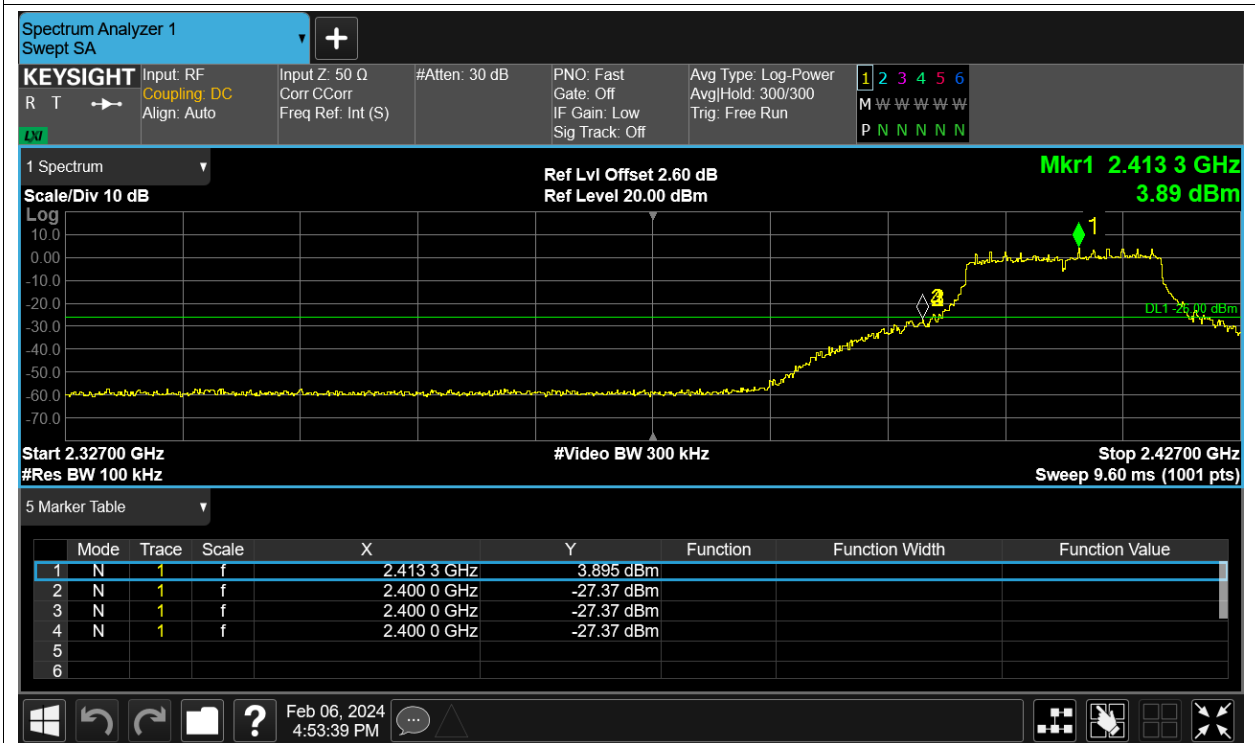 Spectrum Analyzer 1
Swept SA
KEYSIGHT Input: RF Input Z: 50 Ω #Atten: 30 dB PNO: Fast Avg Type: Log-Power 1 2 3 4 5 6
R T Coupling: DC Corr CCorr Gate: Off Avg|Hold: 300/300 M W W W W W W
Align: Auto Freq Ref: Int (S) IF Gain: Low Trig: Free Run
LXI Sig Track: Off P N N N N N N
1 Spectrum Ref Lvl Offset 2.60 dB Mkr1 2.413 3 GHz
Scale/Div 10 dB Ref Level 20.00 dBm 3.89 dBm
Log
1
10.0
0.00
-10.0
-20.0
DL1 -26.00 dBm
-30.0
-40.0
-50.0
-60.0
-70.0
Start 2.32700 GHz #Video BW 300 kHz Stop 2.42700 GHz
#Res BW 100 kHz Sweep 9.60 ms (1001 pts)
5 Marker Table
Mode Trace Scale X Y Function Function Width Function Value
1 N 1 f 2.413 3 GHz 3.895 dBm
2 N 1 f 2.400 0 GHz -27.37 dBm
3 N 1 f 2.400 0 GHz -27.37 dBm
4 N 1 f 2.400 0 GHz -27.37 dBm
5
6
? Feb 06, 2024
4:53:39 PM